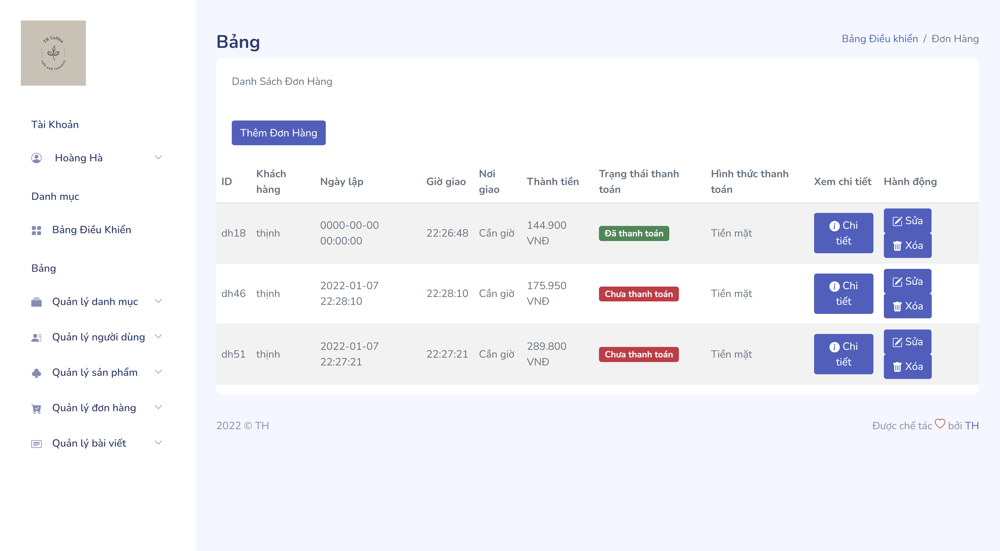 TH Coffee
cafe and roastery
Tài Khoản
Hoàng Hà
Danh mục
Bảng Điều Khiển
Bảng
Quản lý danh mục
Quản lý người dùng
Quản lý sản phẩm
Quản lý đơn hàng
Quản lý bài viết
Bảng
Bảng Điều khiển / Đơn Hàng
Danh Sách Đơn Hàng
Thêm Đơn Hàng
ID Khách hàng Ngày lập Giờ giao Nơi giao Thành tiền Trạng thái thanh toán Hình thức thanh toán Xem chi tiết Hành động
dh18 thịnh 0000-00-00 00:00:00 22:26:48 Cần giờ 144.900 VNĐ Đã thanh toán Tiền mặt Chi tiết Sửa Xóa
dh46 thịnh 2022-01-07 22:28:10 22:28:10 Cần giờ 175.950 VNĐ Chưa thanh toán Tiền mặt Chi tiết Sửa Xóa
dh51 thịnh 2022-01-07 22:27:21 22:27:21 Cần giờ 289.800 VNĐ Chưa thanh toán Tiền mặt Chi tiết Sửa Xóa
2022 © TH
Được chế tác bởi TH